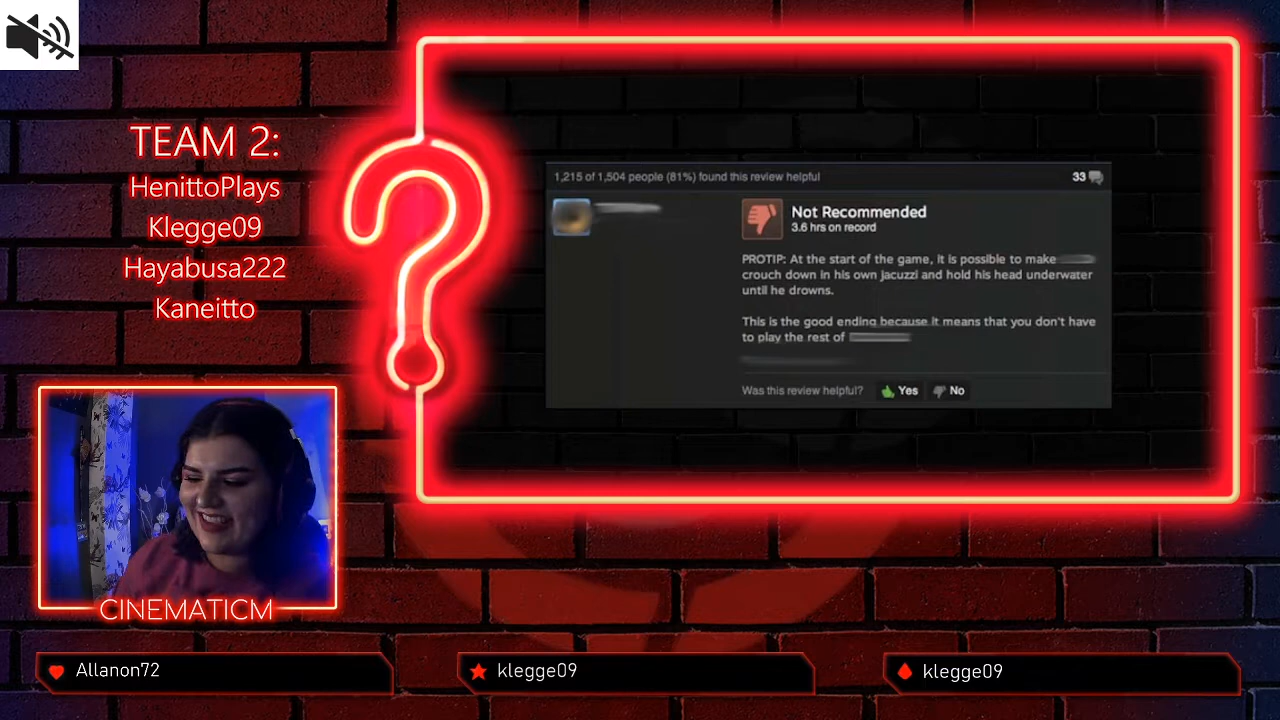 TEAM 2:
HenittoPlays
Klegge09
Hayabusa222
Kaneitto
1,215 of 1,504 people (81%) found this review helpful
33
Not Recommended
3.6 hrs on record
PROTIP: At the start of the game, it is possible to make
crouch down in his own jacuzzi and hold his head underwater
until he drowns.
This is the good ending because it means that you don't have
to play the rest of
Was this review helpful? Yes No
CINEMATICM
Allanon72
klegge09
klegge09